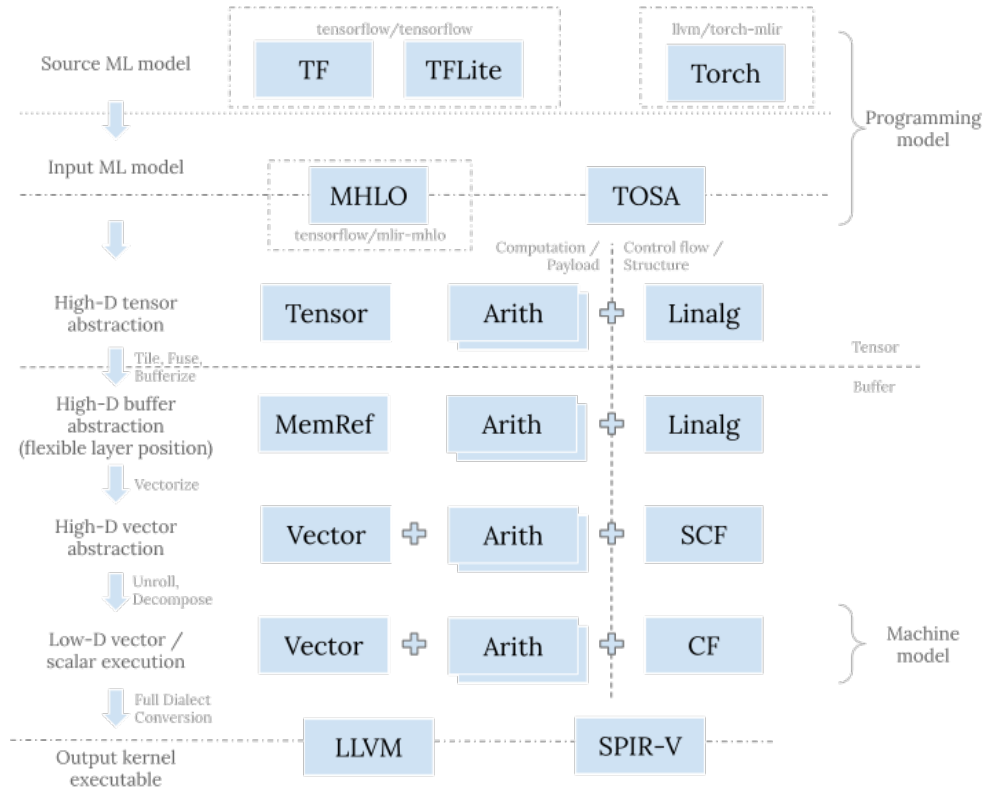 tensorflow/tensorflow
llvm/torch-mlir
Source ML model
TF
TFLite
Torch
Programming
model
Input ML model
MHLO
TOSA
tensorflow/mlir-mhlo
Computation /
Payload
Control flow /
Structure
High-D tensor
abstraction
Tensor
Arith
Linalg
Tile, Fuse,
Bufferize
Tensor
Buffer
High-D buffer
abstraction
(flexible layer position)
MemRef
Arith
Linalg
Vectorize
High-D vector
abstraction
Vector
Arith
SCF
Unroll,
Decompose
Low-D vector /
scalar execution
Vector
Arith
CF
Machine
model
Full Dialect
Conversion
LLVM
SPIR-V
Output kernel
executable